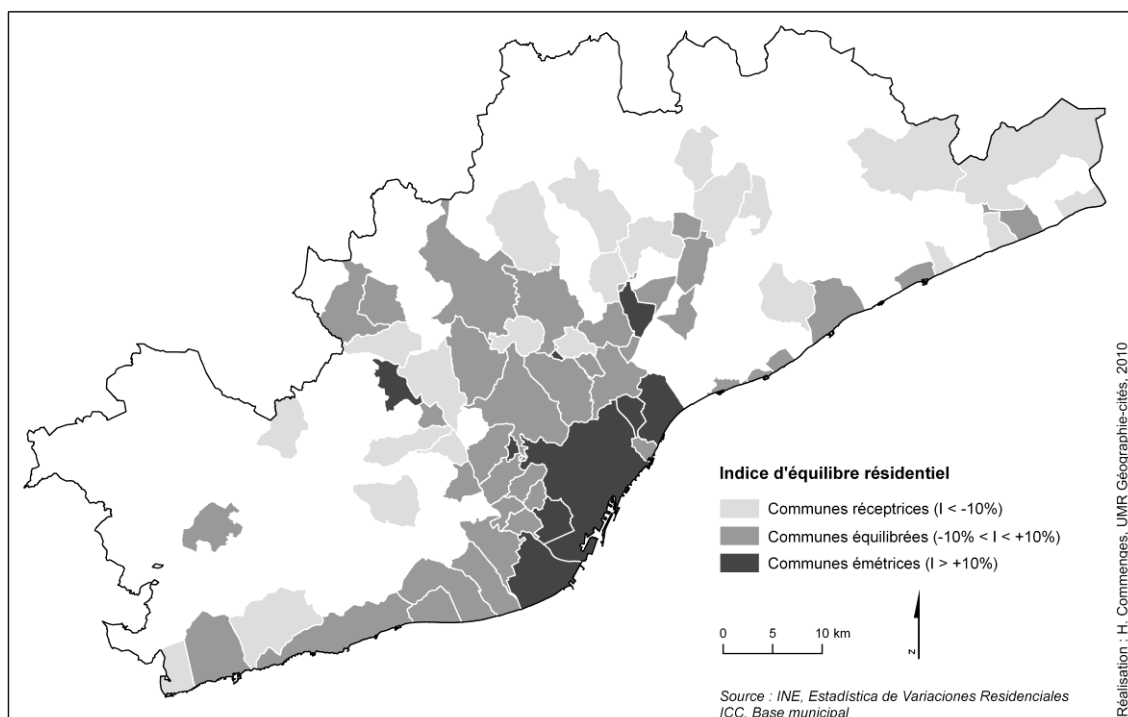 Indice d'équilibre résidentiel
Communes réceptrices (I < -10%)
Communes équilibrées (-10% < I < +10%)
Communes émétrices (I > +10%)
0 5 10 km
N
Source : INE, Estadística de Variaciones Residenciales
ICC, Base municipal
Réalisation : H. Commenges, UMR Géographie-cités, 2010